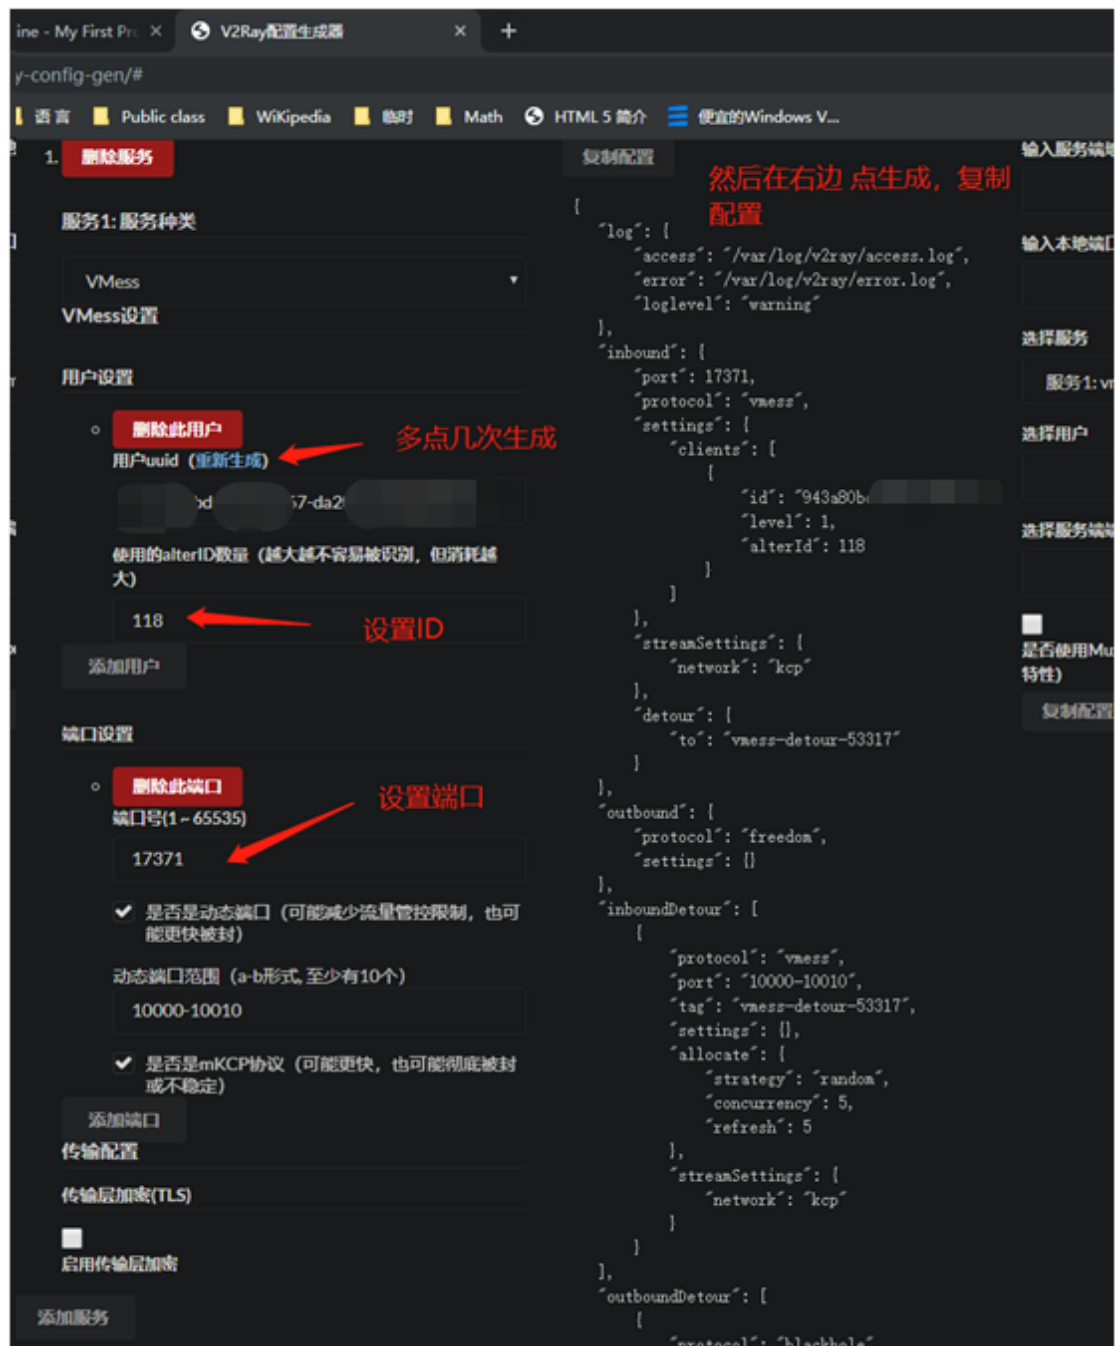 ine - My First Pro ×
V2Ray配置生成器 × +
y-config-gen/#
语言 Public class WiKipedia 临时 Math HTML 5 简介 便宜的Windows V...
1. 删除服务
服务1: 服务种类
VMess
VMess设置
用户设置
删除此用户
多点几次生成
用户uuid（重新生成）
bd 57-da2
使用的alterID数量（越大越不容易被识别，但消耗越
大）
118
设置ID
添加用户
端口设置
删除此端口
设置端口
端口号(1 ~ 65535)
17371
是否是动态端口（可能减少流量管控限制，也可
能更快被封）
动态端口范围（a-b形式, 至少有10个）
10000-10010
是否是mKCP协议（可能更快，也可能彻底被封
或不稳定）
添加端口
传输配置
传输层加密(TLS)
启用传输层加密
添加服务
复制配置
然后在右边 点生成，复制
配置
{
"log": {
"access": "/var/log/v2ray/access.log",
"error": "/var/log/v2ray/error.log",
"loglevel": "warning"
},
"inbound": {
"port": 17371,
"protocol": "vmess",
"settings": {
"clients": [
{
"id": "943a80b
"level": 1,
"alterId": 118
}
]
},
"streamSettings": {
"network": "kcp"
},
"detour": {
"to": "vmess-detour-53317"
}
},
"outbound": {
"protocol": "freedom",
"settings": {}
},
"inboundDetour": [
{
"protocol": "vmess",
"port": "10000-10010",
"tag": "vmess-detour-53317",
"settings": {},
"allocate": {
"strategy": "random",
"concurrency": 5,
"refresh": 5
},
"streamSettings": {
"network": "kcp"
}
}
],
"outboundDetour": [
{
"protocol": "blackhole"
输入服务端
输入本地端口
选择服务
服务1: v
选择用户
选择服务端
是否使用Mu
特性)
复制配置